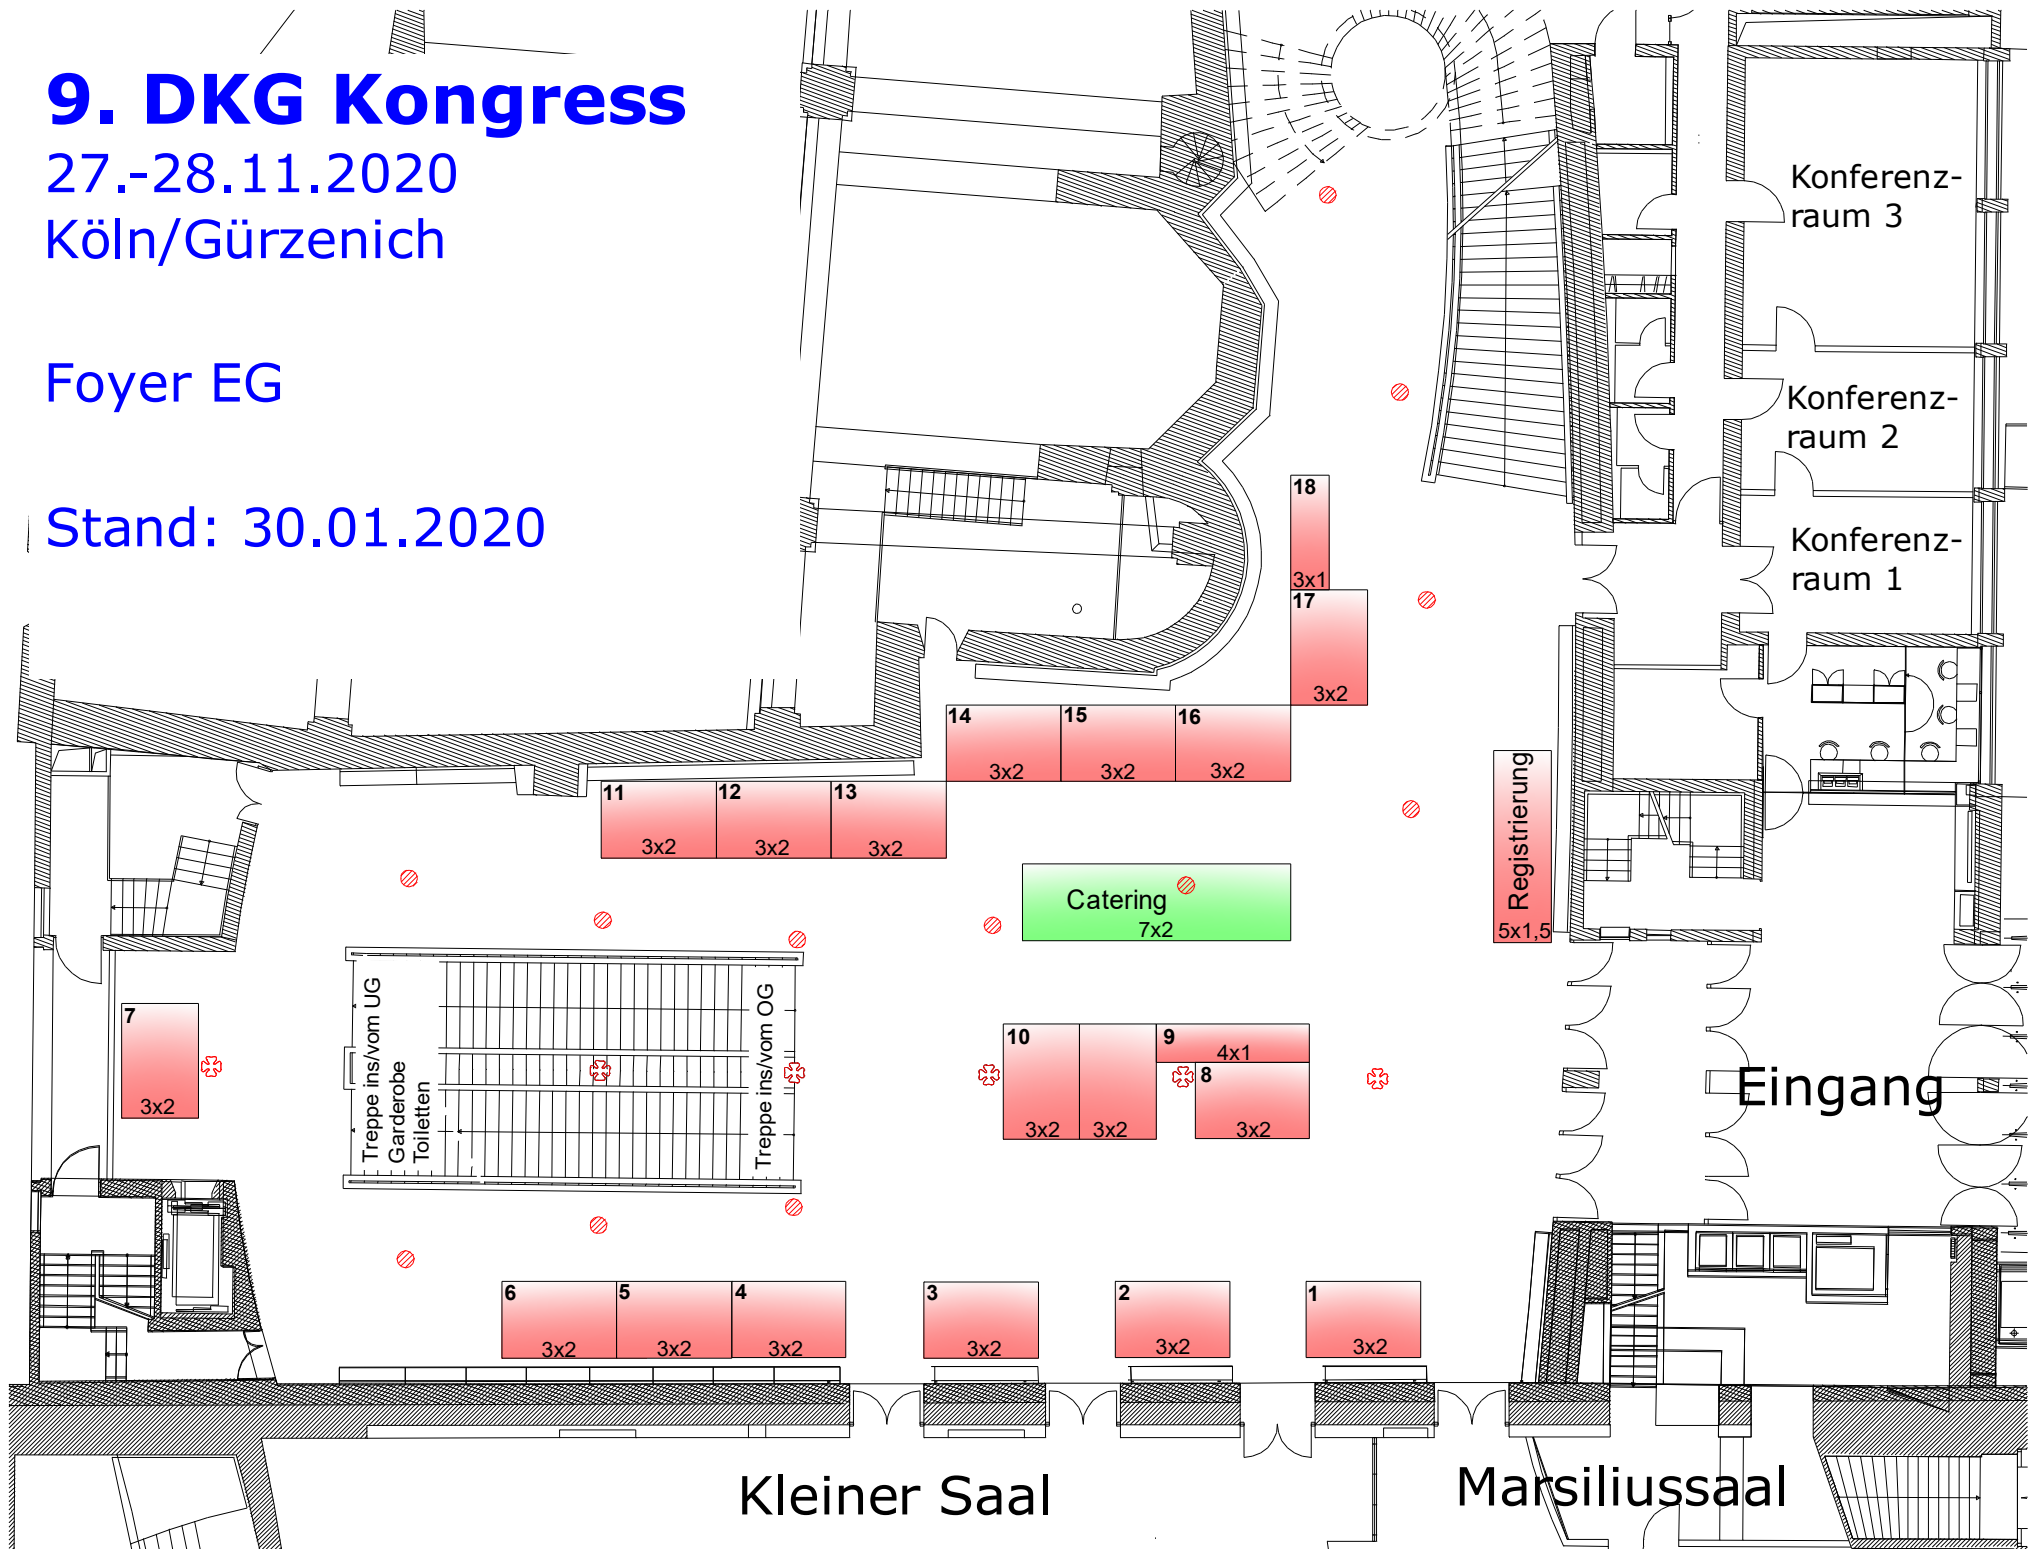 9. DKG Kongress
27.-28.11.2020
Köln/Gürzenich
Foyer EG
Stand: 30.01.2020
Konferenz-
raum 3
Konferenz-
raum 2
Konferenz-
raum 1
18
3x1
17
3x2
14
3x2
15
3x2
16
3x2
11
3x2
12
3x2
13
3x2
Registrierung
5x1,5
Catering
7x2
7
3x2
Treppe ins/vom UG
Garderobe
Toiletten
Treppe ins/vom OG
10
3x2
3x2
9
4x1
8
3x2
Eingang
6
3x2
5
3x2
4
3x2
3
3x2
2
3x2
1
3x2
Kleiner Saal
Marsiliussaal